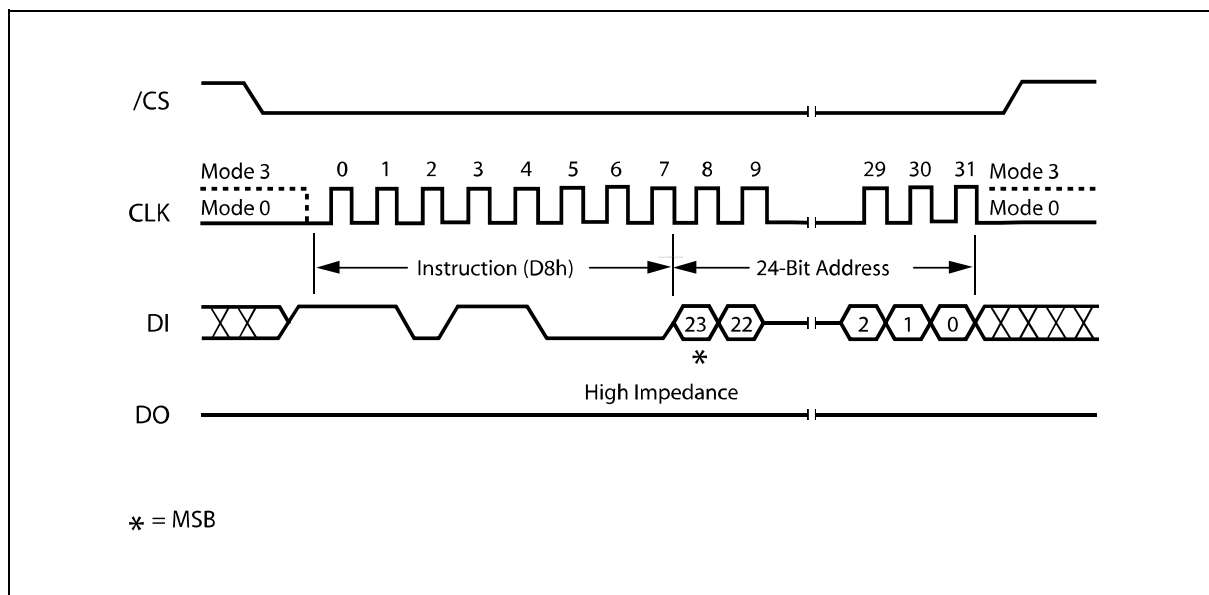 /CS
Mode 3 0 1 2 3 4 5 6 7 8 9 29 30 31 Mode 3
CLK Mode 0 Mode 0
Instruction (D8h) 24-Bit Address
DI 23 22 2 1 0
*
High Impedance
DO
* = MSB